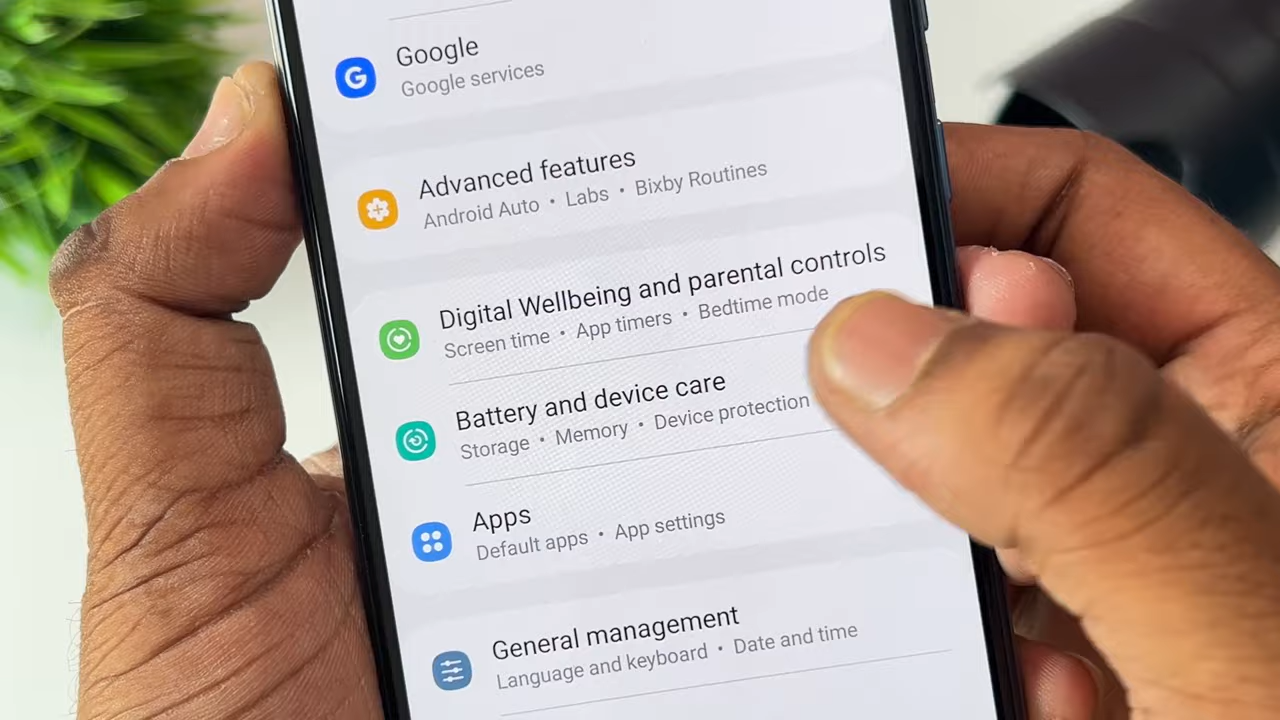 Google
Google services
Advanced features
Android Auto • Labs • Bixby Routines
Digital Wellbeing and parental controls
Screen time • App timers • Bedtime mode
Battery and device care
Storage • Memory • Device protection
Apps
Default apps • App settings
General management
Language and keyboard • Date and time